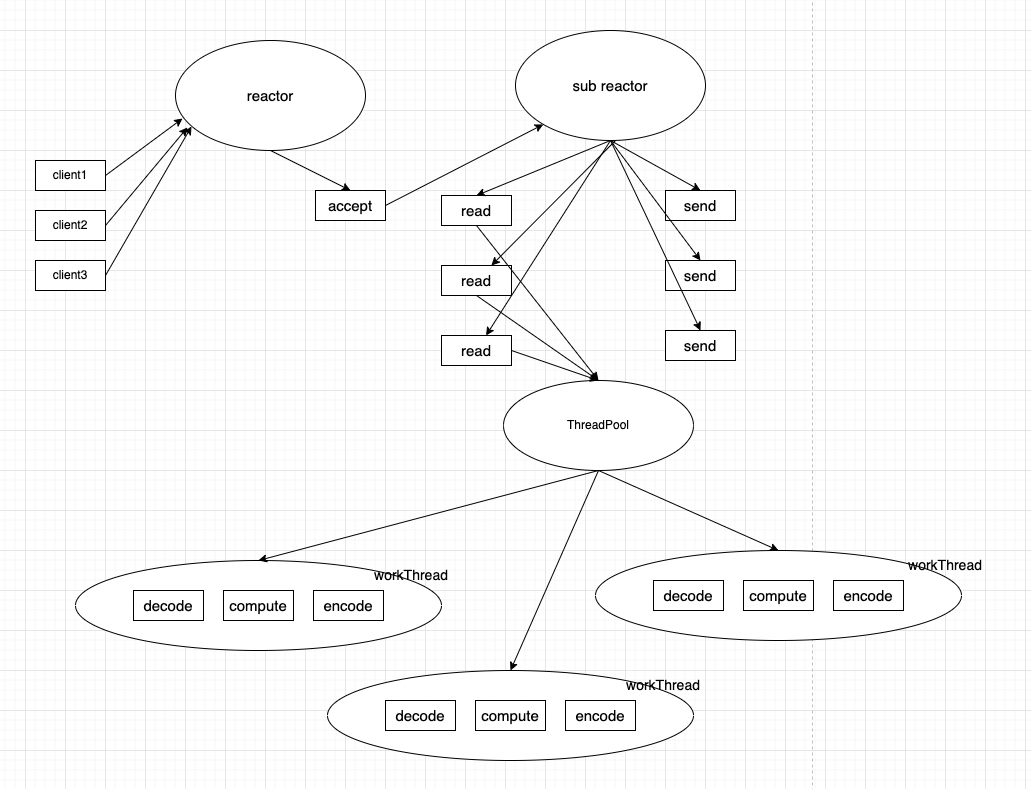 reactor
sub reactor
client1
client2
client3
accept
read
send
read
send
read
send
ThreadPool
workThread
decode
compute
encode
workThread
decode
compute
encode
workThread
decode
compute
encode